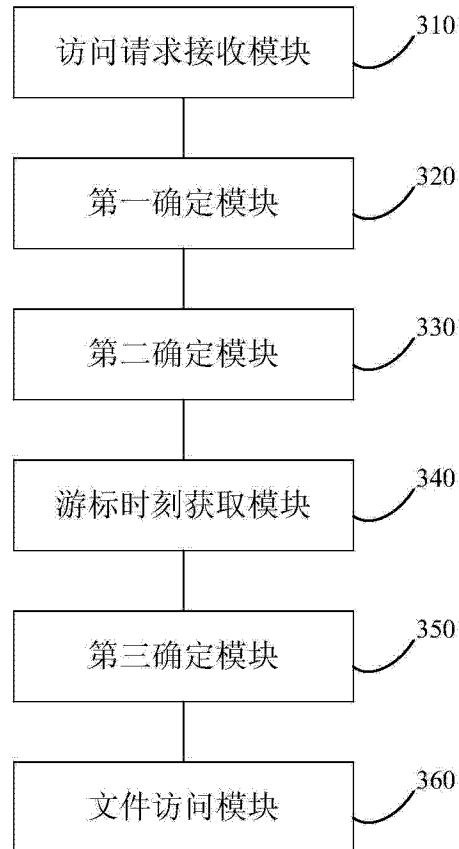 310
访问请求接收模块
320
第一确定模块
330
第二确定模块
340
游标时刻获取模块
350
第三确定模块
360
文件访问模块